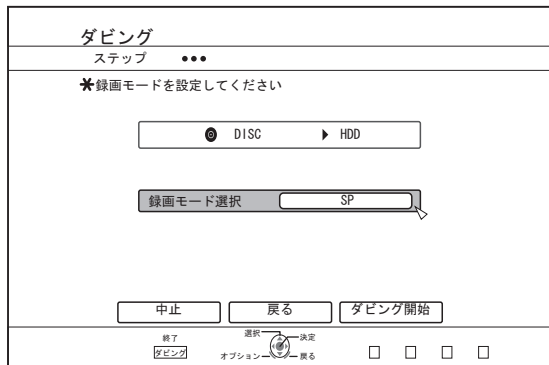 ダビング
ステップ ●●●
✱録画モードを設定してください
DISC ▶ HDD
録画モード選択 SP
中止 戻る ダビング開始
終了 選択 決定
ダビング オプション 戻る